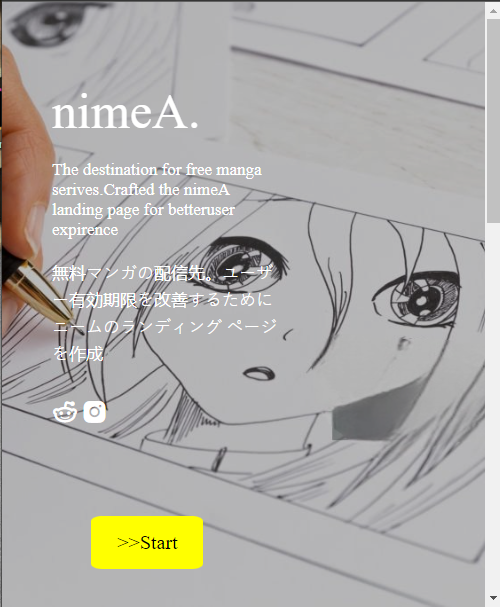 nimeA.
The destination for free manga
serives.Crafted the nimeA
landing page for betteruser
expirence
無料マンガの配信先。ユーザ
ー有効期限を改善するために
ニームのランディング ページ
を作成
>>Start